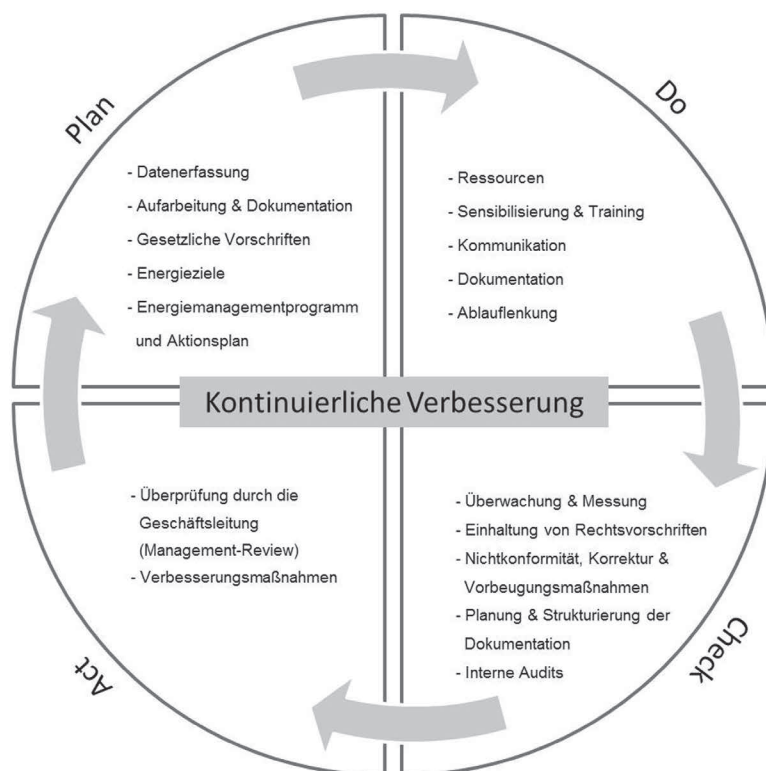 Plan
- Datenerfassung
- Aufarbeitung & Dokumentation
- Gesetzliche Vorschriften
- Energieziele
- Energiemanagementprogramm
und Aktionsplan
Do
- Ressourcen
- Sensibilisierung & Training
- Kommunikation
- Dokumentation
- Ablauflenkung
Kontinuierliche Verbesserung
- Überwachung & Messung
- Einhaltung von Rechtsvorschriften
- Nichtkonformität, Korrektur &
Vorbeugungsmaßnahmen
- Planung & Strukturierung der
Dokumentation
- Interne Audits
Check
- Überprüfung durch die
Geschäftsleitung
(Management-Review)
- Verbesserungsmaßnahmen
Act